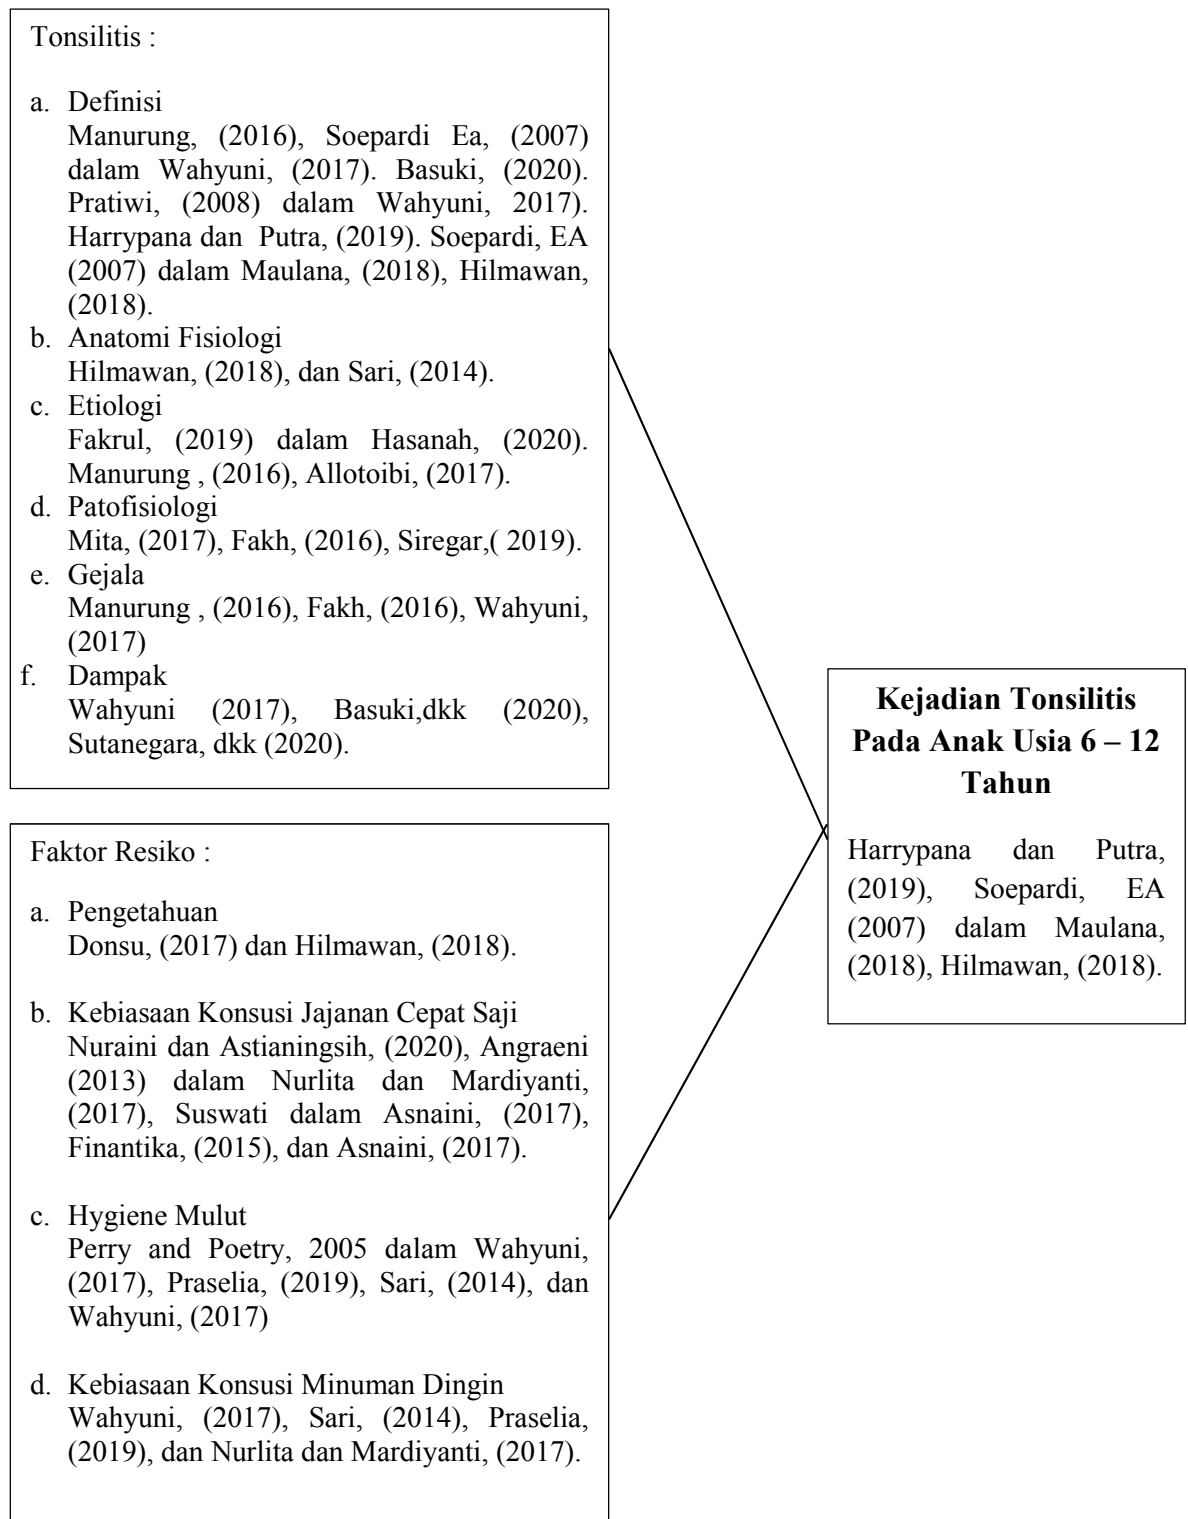 Tonsilitis :
a. Definisi
Manurung, (2016), Soepardi Ea, (2007)
dalam Wahyuni, (2017). Basuki, (2020).
Pratiwi, (2008) dalam Wahyuni, 2017).
Harrypana dan Putra, (2019). Soepardi, EA
(2007) dalam Maulana, (2018), Hilmawan,
(2018).
b. Anatomi Fisiologi
Hilmawan, (2018), dan Sari, (2014).
c. Etiologi
Fakrul, (2019) dalam Hasanah, (2020).
Manurung , (2016), Allotoibi, (2017).
d. Patofisiologi
Mita, (2017), Fakh, (2016), Siregar,( 2019).
e. Gejala
Manurung , (2016), Fakh, (2016), Wahyuni,
(2017)
f. Dampak
Wahyuni (2017), Basuki,dkk (2020),
Sutanegara, dkk (2020).
Faktor Resiko :
a. Pengetahuan
Donsu, (2017) dan Hilmawan, (2018).
b. Kebiasaan Konsusi Jajanan Cepat Saji
Nuraini dan Astianingsih, (2020), Angraeni
(2013) dalam Nurlita dan Mardiyanti,
(2017), Suswati dalam Asnaini, (2017),
Finantika, (2015), dan Asnaini, (2017).
c. Hygiene Mulut
Perry and Poetry, 2005 dalam Wahyuni,
(2017), Praselia, (2019), Sari, (2014), dan
Wahyuni, (2017)
d. Kebiasaan Konsusi Minuman Dingin
Wahyuni, (2017), Sari, (2014), Praselia,
(2019), dan Nurlita dan Mardiyanti, (2017).
Kejadian Tonsilitis
Pada Anak Usia 6 – 12
Tahun
Harrypana dan Putra,
(2019), Soepardi, EA
(2007) dalam Maulana,
(2018), Hilmawan, (2018).